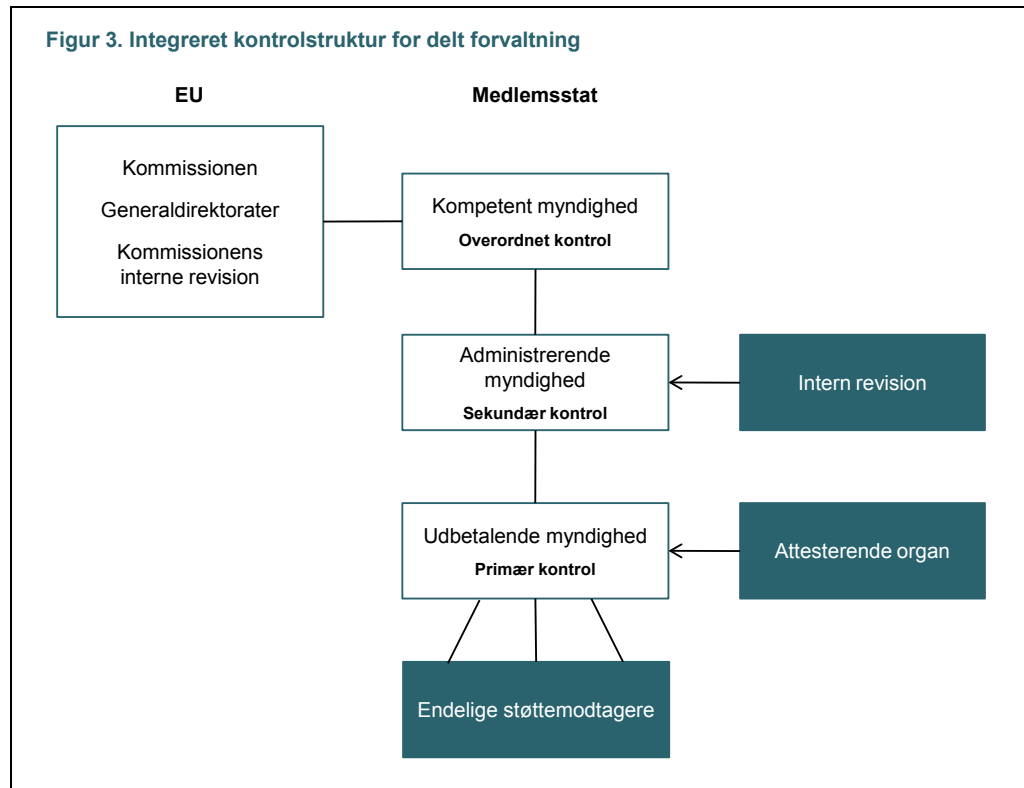 Figur 3. Integreret kontrolstruktur for delt forvaltning
EU
Medlemsstat
Kommissionen
Generaldirektorater
Kommissionens
interne revision
Kompetent myndighed
Overordnet kontrol
Administrerende
myndighed
Sekundær kontrol
Intern revision
Udbetalende myndighed
Primær kontrol
Attesterende organ
Endelige støttemodtagere